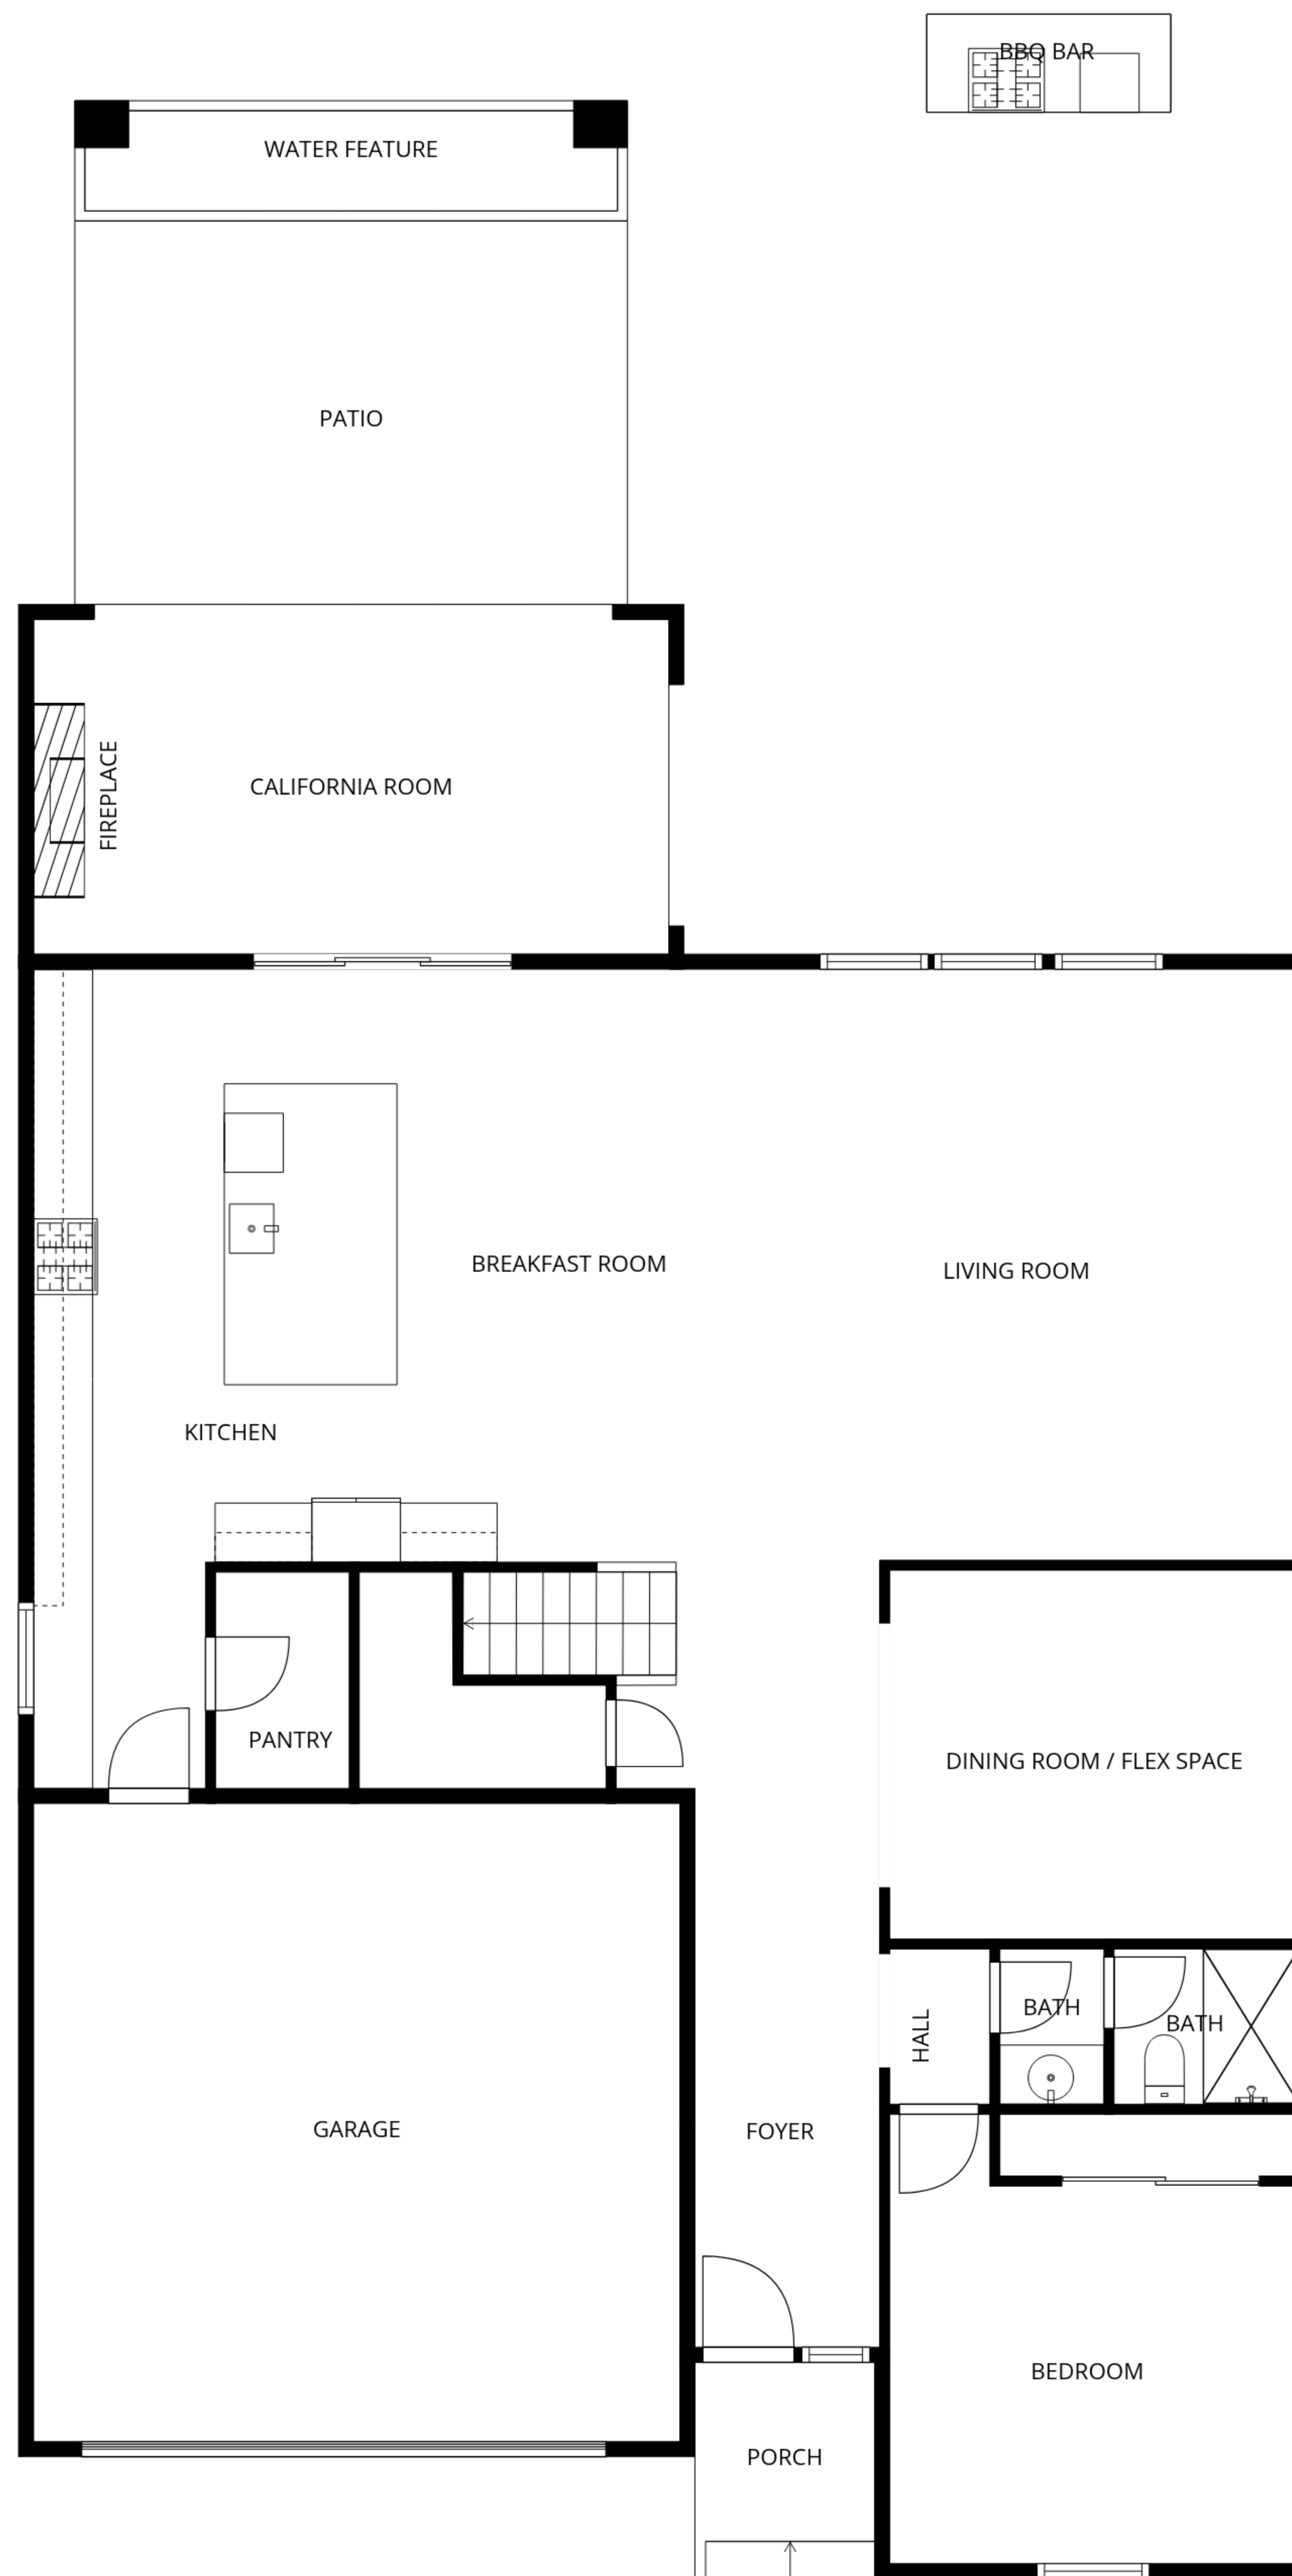 BBQ BAR
WATER FEATURE
PATIO
FIREPLACE
CALIFORNIA ROOM
BREAKFAST ROOM
LIVING ROOM
KITCHEN
PANTRY
DINING ROOM / FLEX SPACE
BATH
BATH
HALL
GARAGE
FOYER
BEDROOM
PORCH